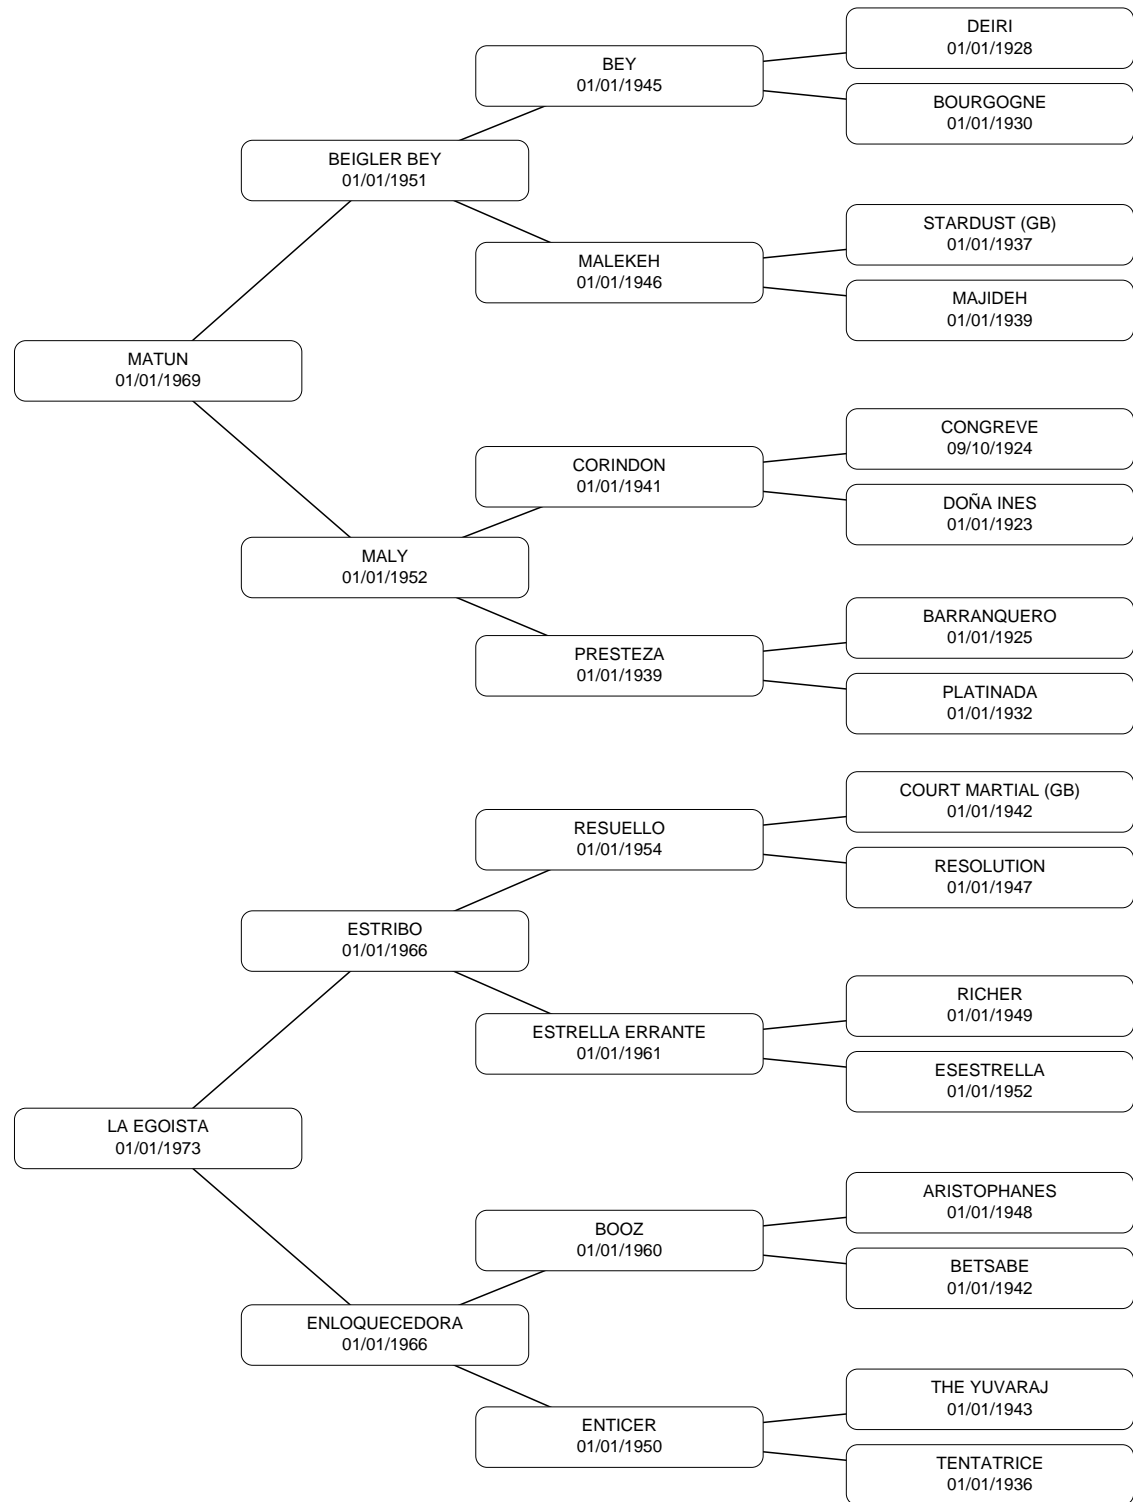 DEIRI
01/01/1928
BEY
01/01/1945
BOURGOGNE
01/01/1930
BEIGLER BEY
01/01/1951
STARDUST (GB)
01/01/1937
MALEKEH
01/01/1946
MAJIDEH
01/01/1939
MATUN
01/01/1969
CONGREVE
09/10/1924
CORINDON
01/01/1941
DOÑA INES
01/01/1923
MALY
01/01/1952
BARRANQUERO
01/01/1925
PRESTEZA
01/01/1939
PLATINADA
01/01/1932
COURT MARTIAL (GB)
01/01/1942
RESUELLO
01/01/1954
RESOLUTION
01/01/1947
ESTRIBO
01/01/1966
RICHER
01/01/1949
ESTRELLA ERRANTE
01/01/1961
ESESTRELLA
01/01/1952
LA EGOISTA
01/01/1973
ARISTOPHANES
01/01/1948
BOOZ
01/01/1960
BETSABE
01/01/1942
ENLOQUECEDORA
01/01/1966
THE YUVARAJ
01/01/1943
ENTICER
01/01/1950
TENTATRICE
01/01/1936